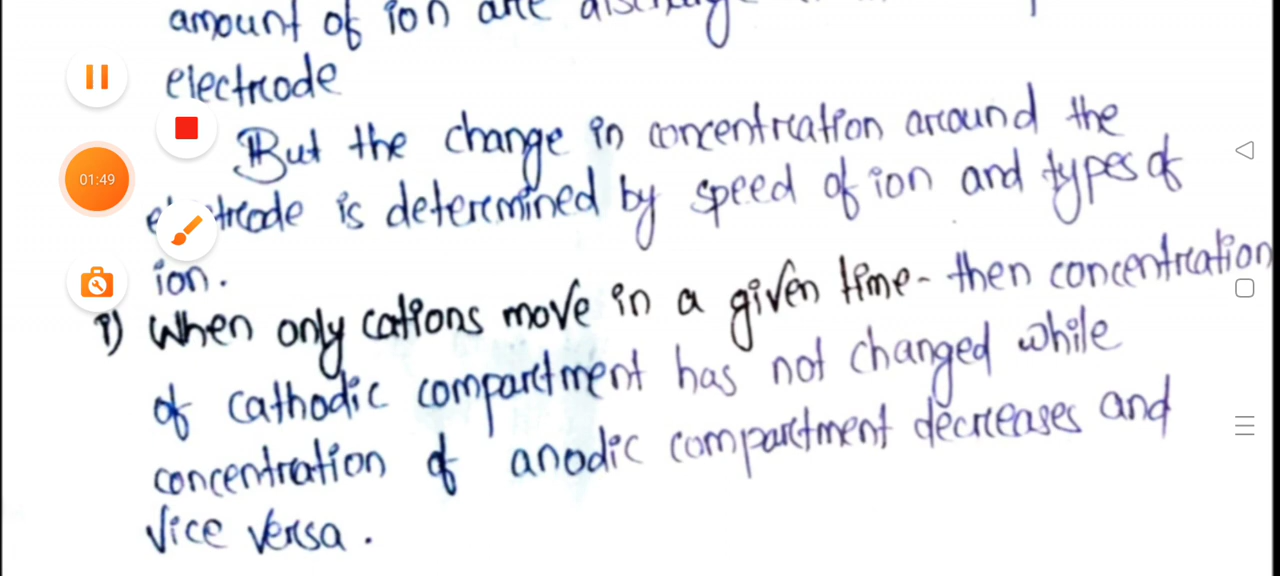 amount of ion are
electrode
But the change in concentration around the
electrode is determined by speed of ion and types of
01:49
ion.
i) When only cations move in a given time - then concentration
of cathodic compartment has not changed while
concentration of anodic compartment decreases and
Vice versa.